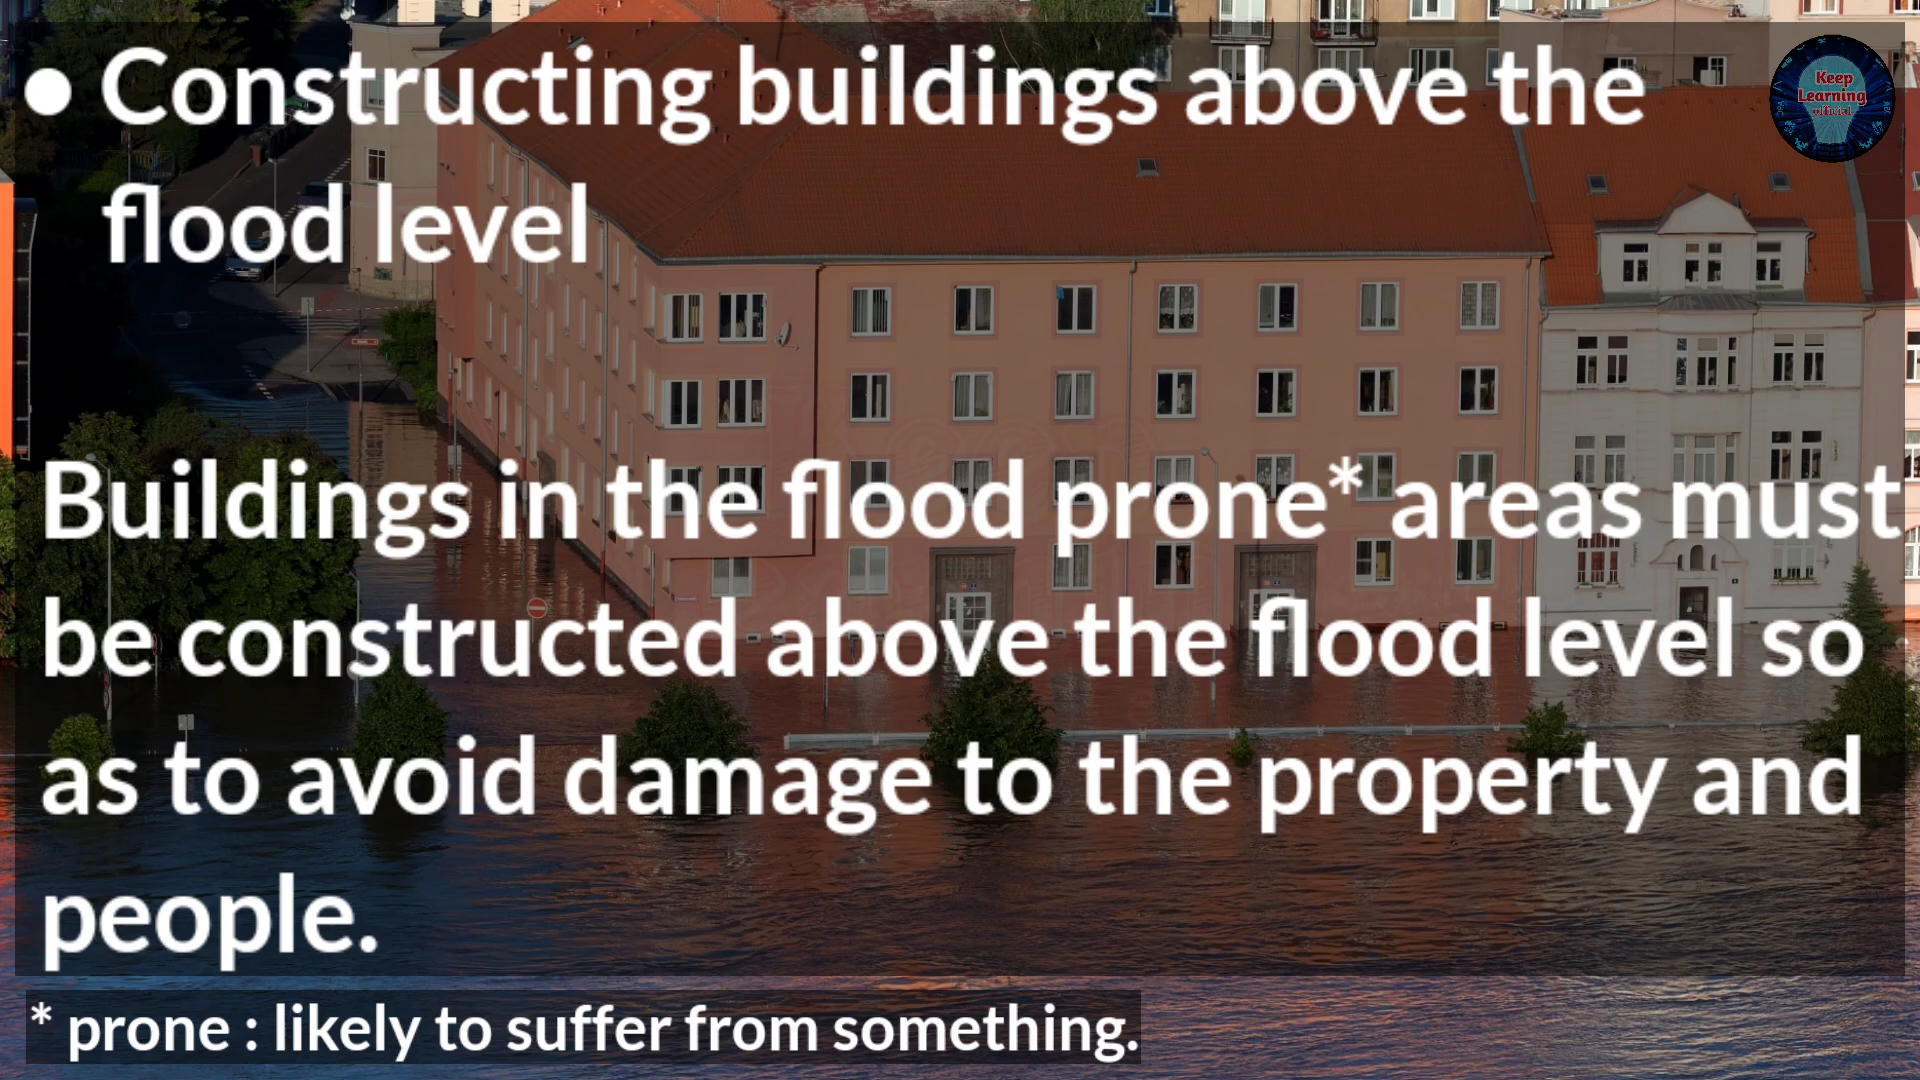 • Constructing buildings above the
flood level
Keep
Learning
official
Buildings in the flood prone* areas must
be constructed above the flood level so
as to avoid damage to the property and
people.
* prone : likely to suffer from something.